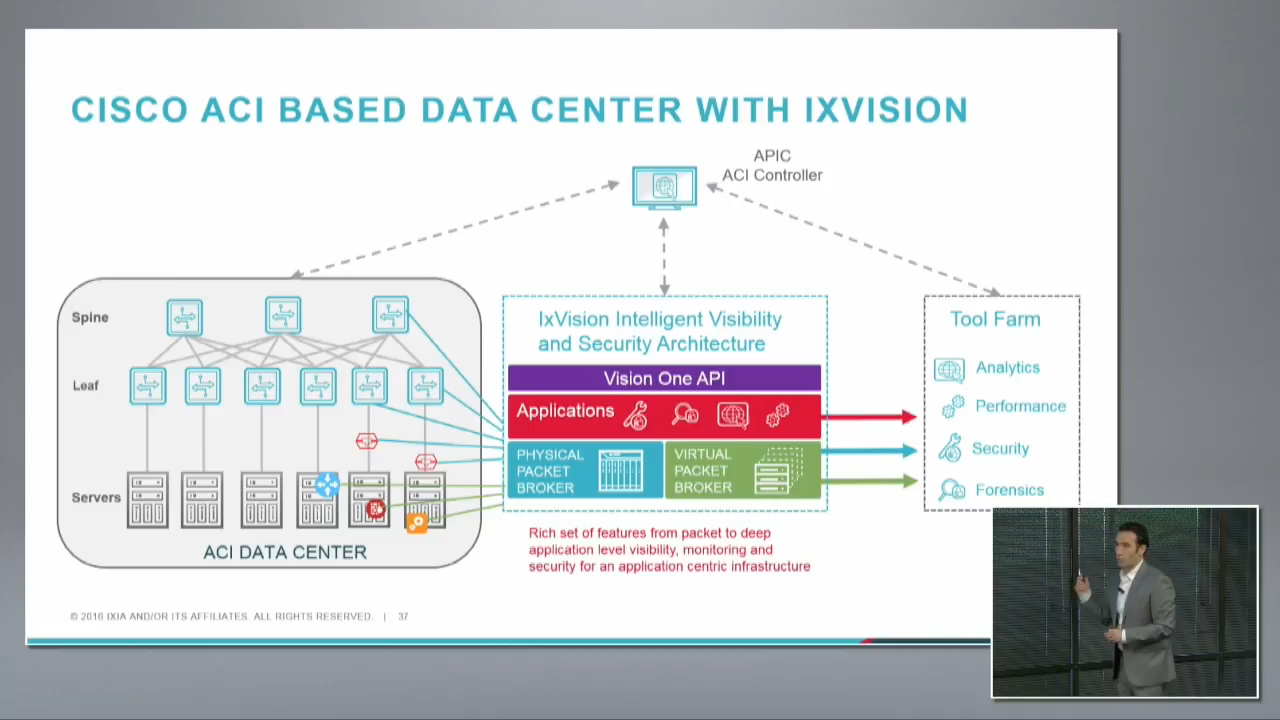 CISCO ACI BASED DATA CENTER WITH IXVISION
APIC
ACI Controller
Spine
Leaf
Servers
ACI DATA CENTER
IxVision Intelligent Visibility
and Security Architecture
Vision One API
Applications
PHYSICAL
PACKET
BROKER
VIRTUAL
PACKET
BROKER
Rich set of features from packet to deep
application level visibility, monitoring and
security for an application centric infrastructure
Tool Farm
Analytics
Performance
Security
Forensics
© 2016 IXIA AND/OR ITS AFFILIATES. ALL RIGHTS RESERVED. | 37